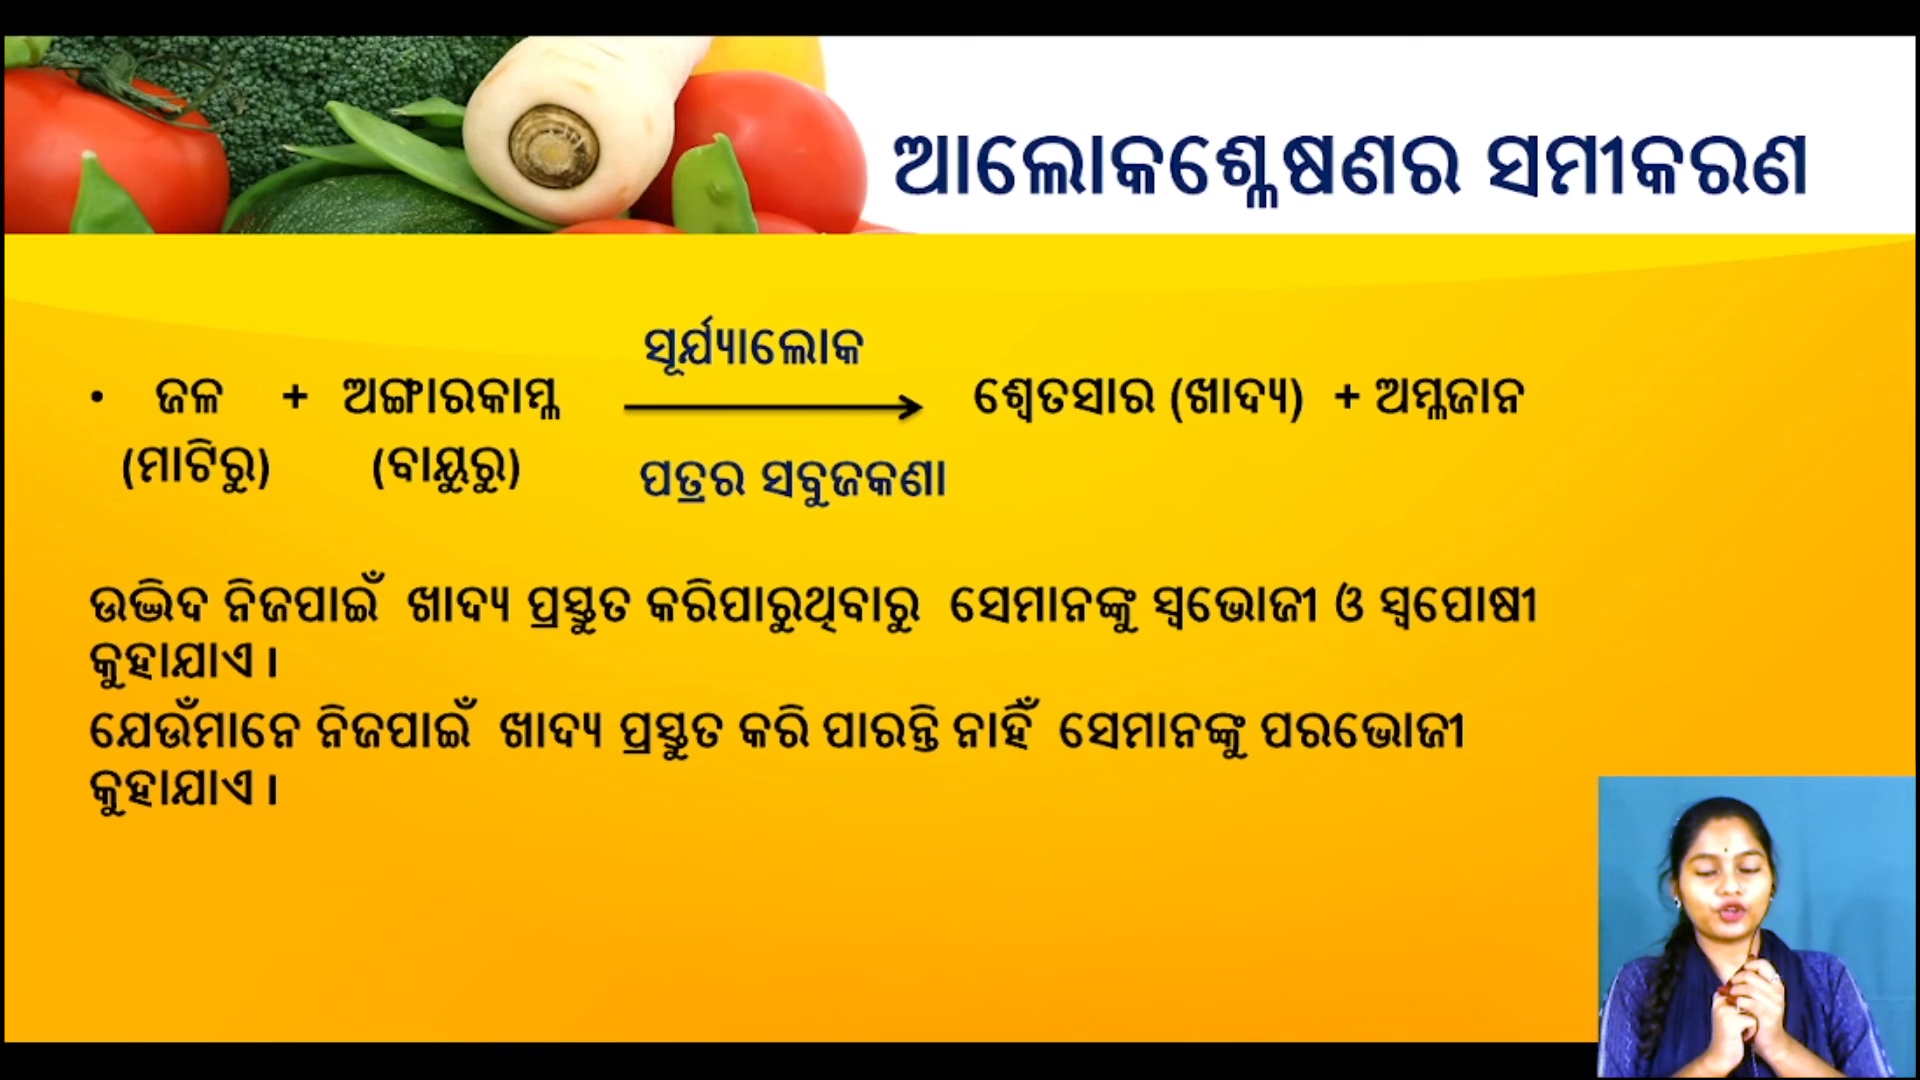 ଆଲୋକଶ୍ଳେଷଣର ସମୀକରଣ
ସୂର୍ଯ୍ୟାଲୋକ
• ଜଳ + ଅଙ୍ଗାରକାମ୍ଳ ⟶ ଶ୍ୱେତସାର (ଖାଦ୍ୟ) + ଅମ୍ଳଜାନ
(ମାଟିରୁ) (ବାୟୁରୁ)
ପତ୍ରର ସବୁଜକଣା
ଉଦ୍ଭିଦ ନିଜପାଇଁ ଖାଦ୍ୟ ପ୍ରସ୍ତୁତ କରିପାରୁଥିବାରୁ ସେମାନଙ୍କୁ ସ୍ୱଭୋଜୀ ଓ ସ୍ୱପୋଷୀ
କୁହାଯାଏ ।
ଯେଉଁମାନେ ନିଜପାଇଁ ଖାଦ୍ୟ ପ୍ରସ୍ତୁତ କରି ପାରନ୍ତି ନାହିଁ ସେମାନଙ୍କୁ ପରଭୋଜୀ
କୁହାଯାଏ ।